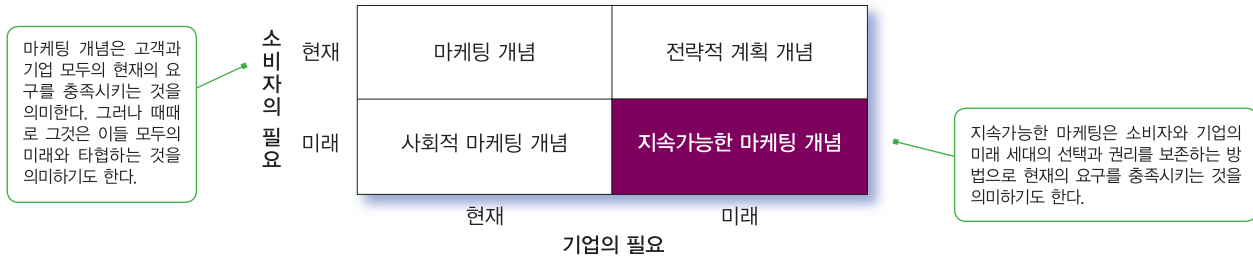 마케팅 개념은 고객과
기업 모두의 현재의 요
구를 충족시키는 것을
의미한다. 그러나 때때
로 그것은 이들 모두의
미래와 타협하는 것을
의미하기도 한다.
소비자의 필요
현재
마케팅 개념
전략적 계획 개념
미래
사회적 마케팅 개념
지속가능한 마케팅 개념
현재
미래
기업의 필요
지속가능한 마케팅은 소비자와 기업의
미래 세대의 선택과 권리를 보존하는 방
법으로 현재의 요구를 충족시키는 것을
의미하기도 한다.